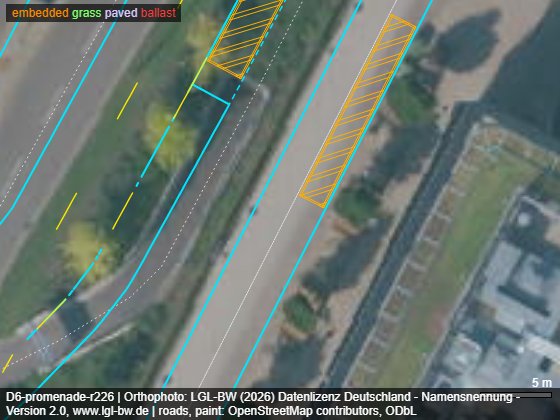 embedded grass paved ballast
5 m
D6-promenade-r226 | Orthophoto: LGL-BW (2026) Datenlizenz Deutschland - Namensnennung -
Version 2.0, www.lgl-bw.de | roads, paint: OpenStreetMap contributors, ODbL